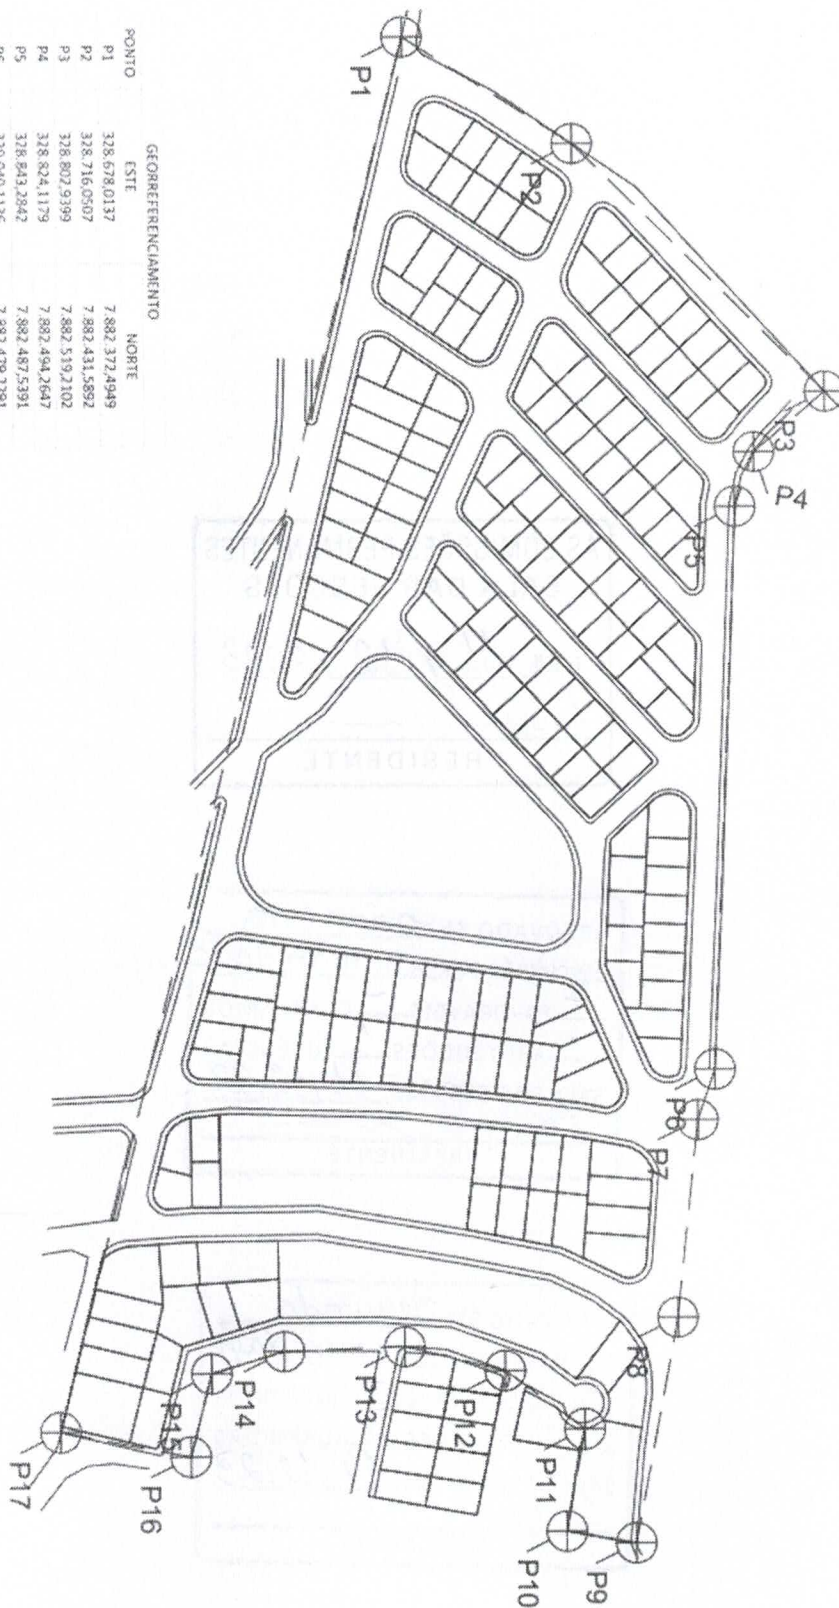 GEORREFERENCIAMENTO
PONTO ESTE NORTE
P1 328.678,0137 7.882.372,4949
P2 328.716,0507 7.882.431,5892
P3 328.802,9399 7.882.519,2102
P4 328.824,1179 7.882.494,2647
P5 328.843,2842 7.882.487,5391
P1
P2
P3
P4
P5
P6
P7
P8
P9
P10
P11
P12
P13
P14
P15
P16
P17